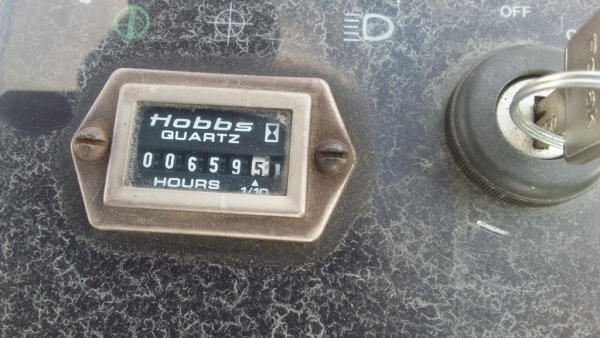 OFF
Hobbs
QUARTZ
006595
HOURS
1/10